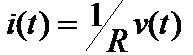 i(t) = 1/R v(t)